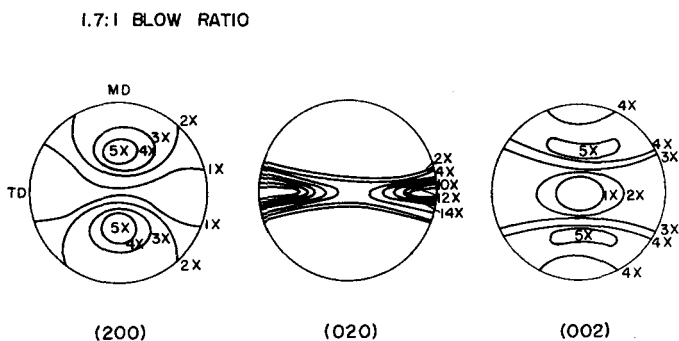 1.7:1 BLOW RATIO
MD
TD
2X
3X
4X
5X
1X
1X
5X
4X
3X
2X
(200)
2X
4X
10X
12X
14X
(020)
4X
5X
4X
3X
1X
2X
5X
3X
4X
4X
(002)